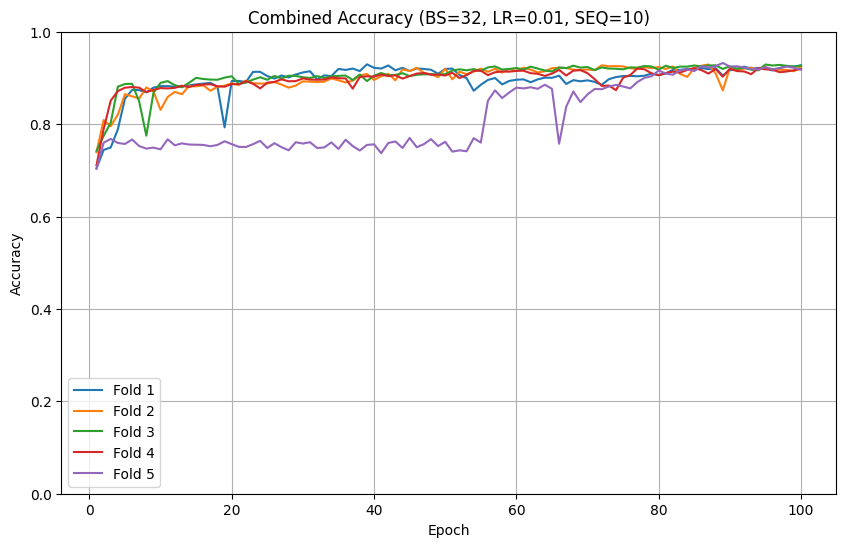 Combined Accuracy (BS=32, LR=0.01, SEQ=10)
1.0
0.8
0.6
0.4
0.2
0.0
Accuracy
Fold 1
Fold 2
Fold 3
Fold 4
Fold 5
0 20 40 60 80 100
Epoch